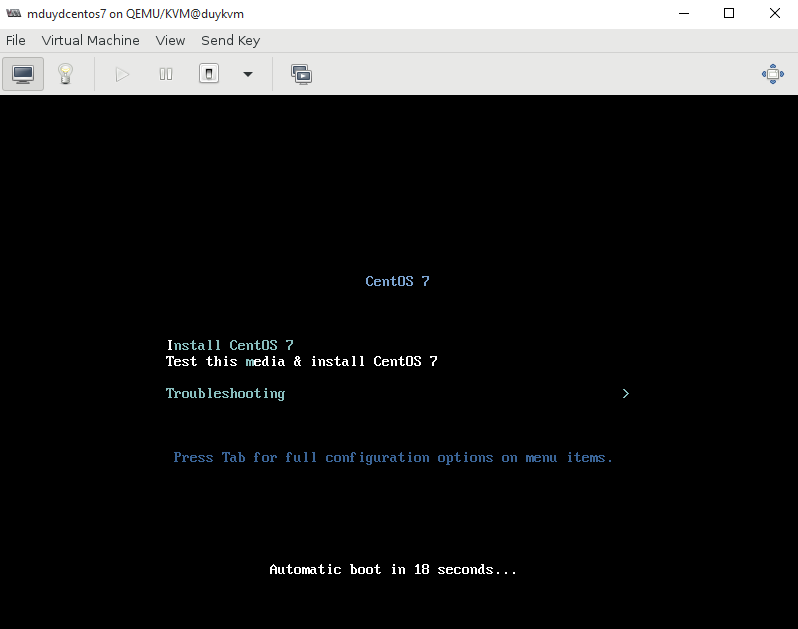 mduydcentos7 on QEMU/KVM@duykvm
File Virtual Machine View Send Key
CentOS 7
Install CentOS 7
Test this media & install CentOS 7
Troubleshooting >
Press Tab for full configuration options on menu items.
Automatic boot in 18 seconds...